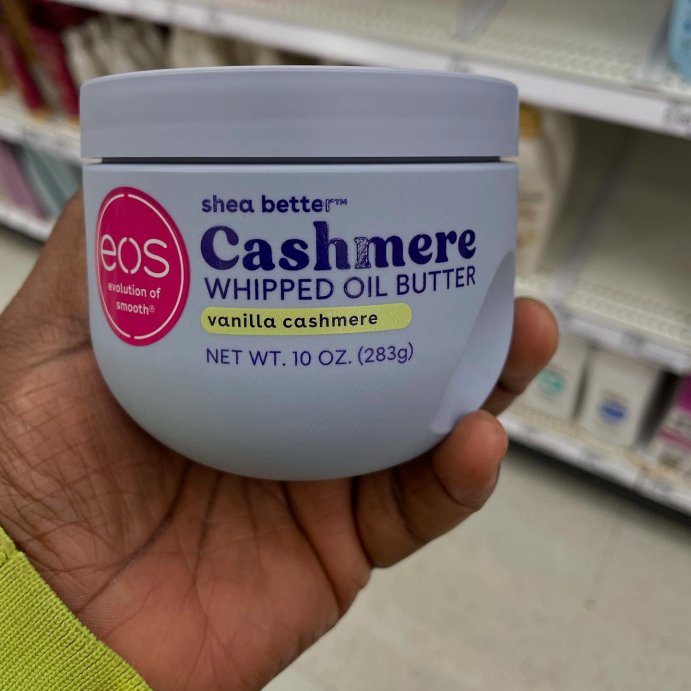 shea better™
Cashmere
WHIPPED OIL BUTTER
vanilla cashmere
NET WT. 10 OZ. (283g)
eos
evolution of
smooth®